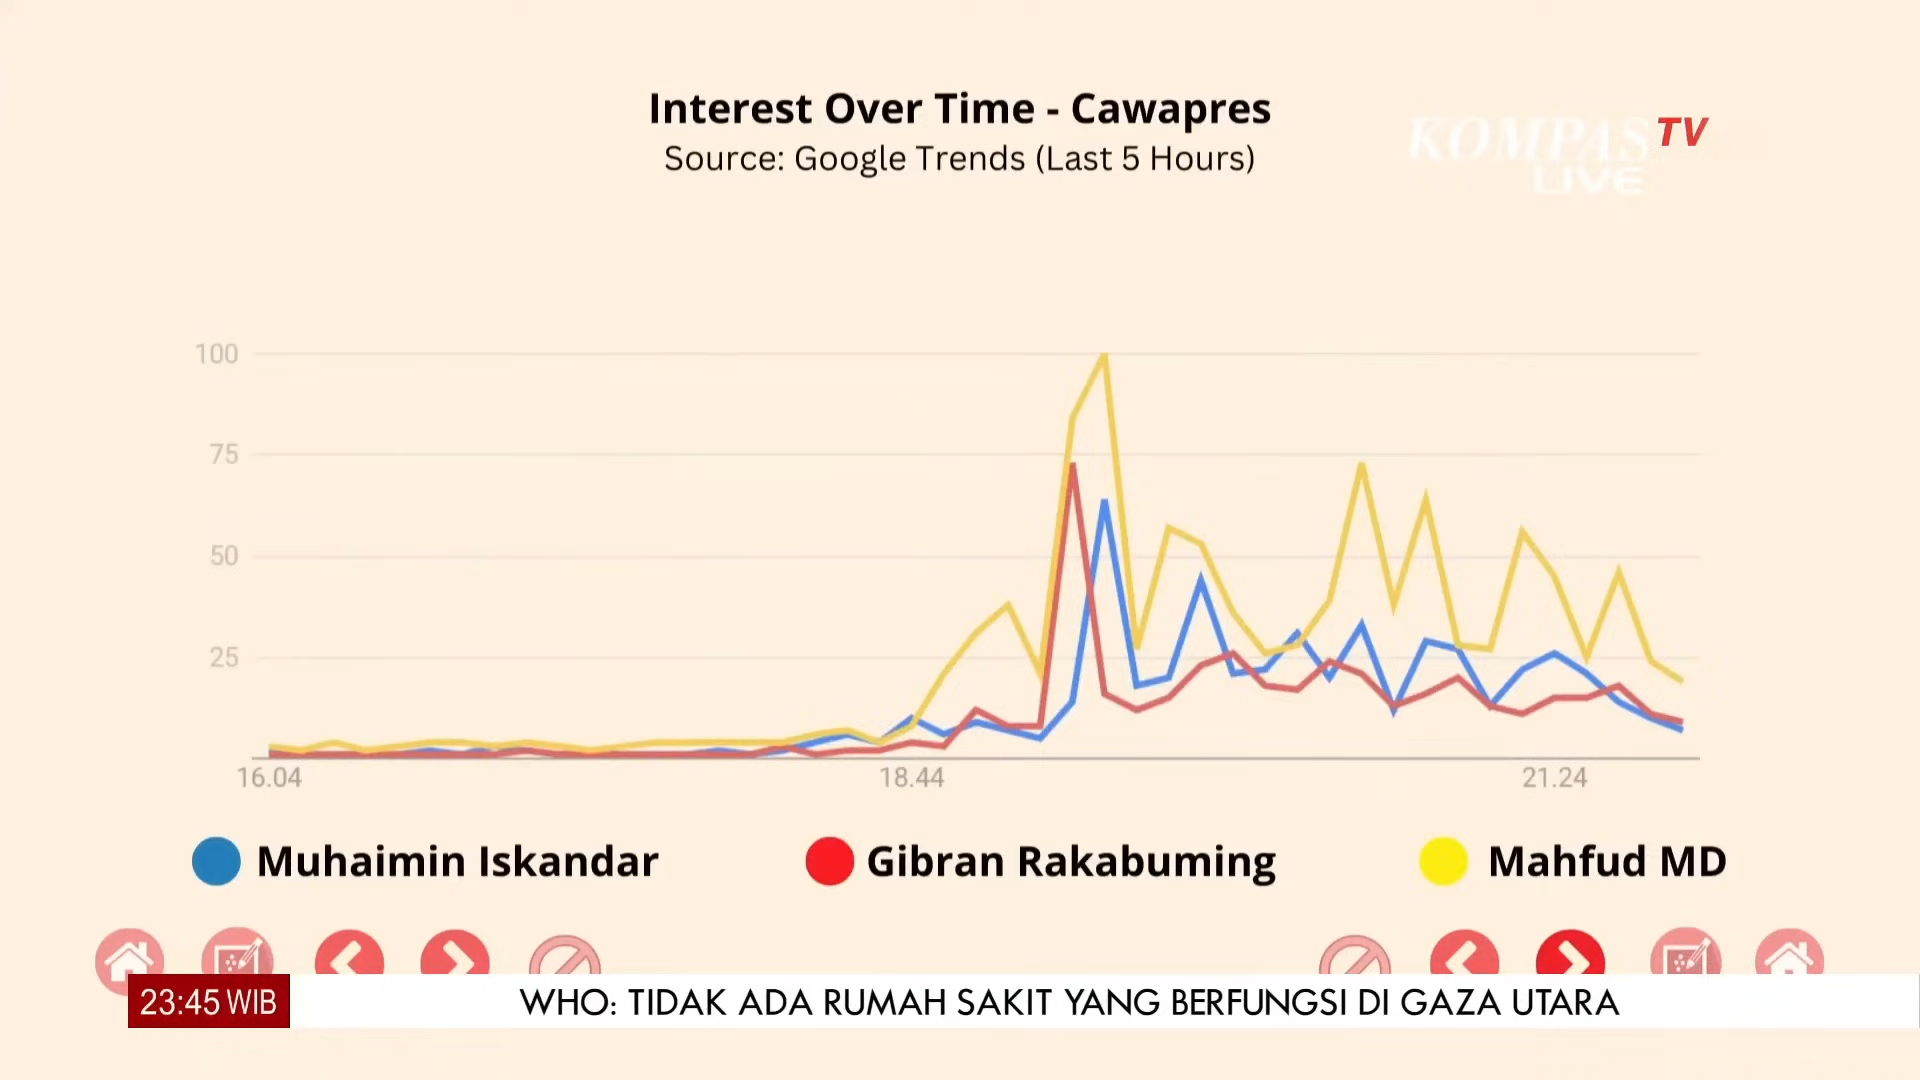 Interest Over Time - Cawapres
Source: Google Trends (Last 5 Hours)
KOMPAS TV
LIVE
100
75
50
25
16.04 18.44 21.24
Muhaimin Iskandar Gibran Rakabuming Mahfud MD
23:45 WIB WHO: TIDAK ADA RUMAH SAKIT YANG BERFUNGSI DI GAZA UTARA